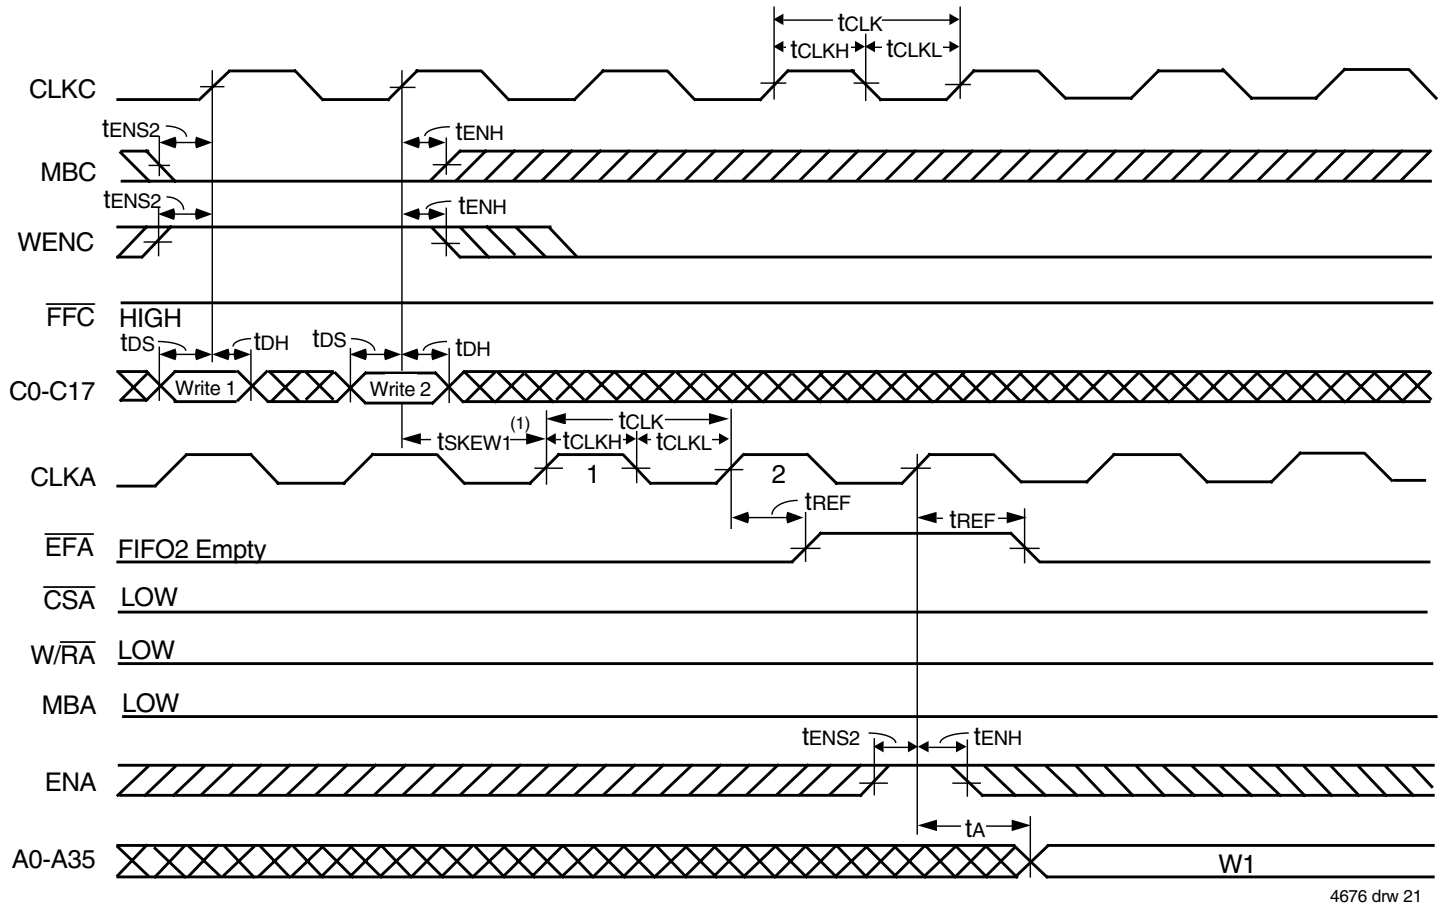 tCLK
tCLKH tCLKL
CLKC
tENS2 tENH
MBC
tENS2 tENH
WENC
FFC HIGH
tDS tDH tDS tDH
C0-C17 Write 1 Write 2
tSKEW1(1) tCLK
tCLKH tCLKL
CLKA 1 2
tREF tREF
EFA FIFO2 Empty
CSA LOW
W/RA LOW
MBA LOW
tENS2 tENH
ENA
tA
A0-A35 W1
4676 drw 21